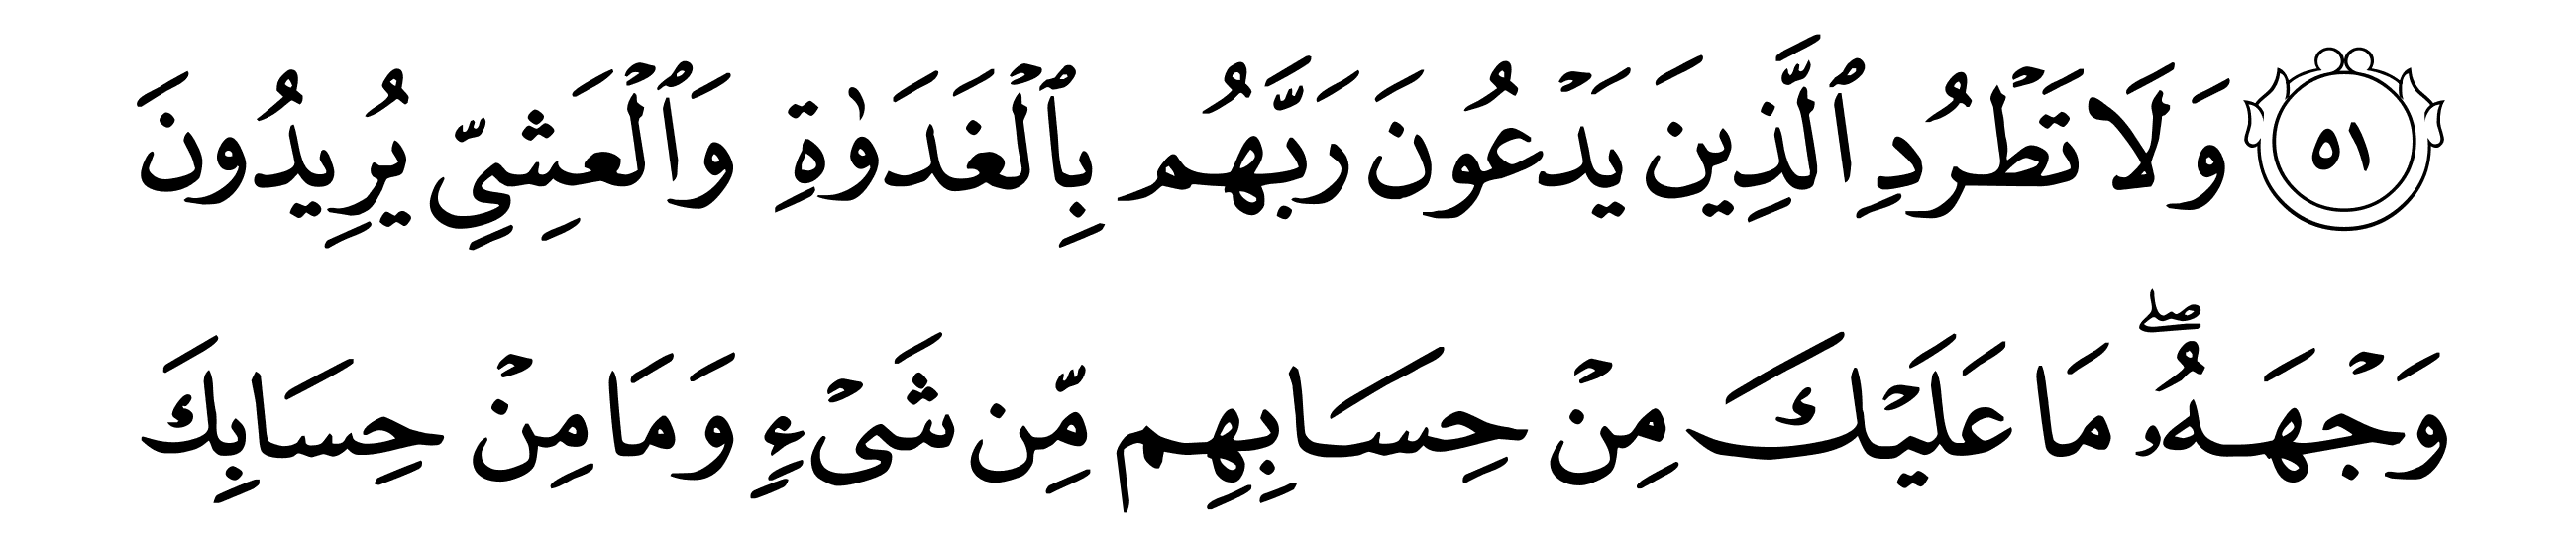 ٥١ وَلَا تَطۡرُدِ ٱلَّذِينَ يَدۡعُونَ رَبَّهُم بِٱلۡغَدَوٰةِ وَٱلۡعَشِيِّ يُرِيدُونَ
وَجۡهَهُۥۖ مَا عَلَيۡكَ مِنۡ حِسَابِهِم مِّن شَيۡءٖ وَمَا مِنۡ حِسَابِكَ